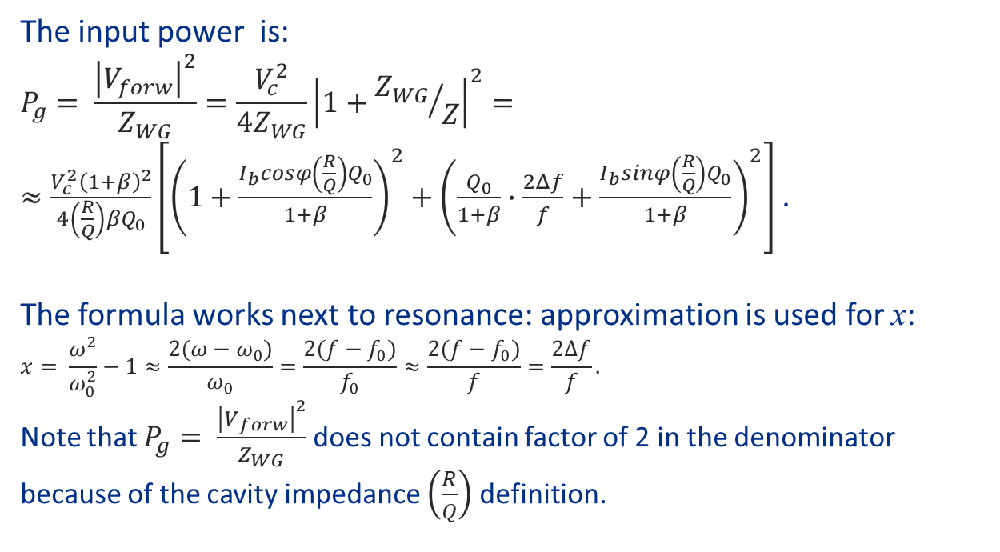 The input power is:
P_g = |V_forw|^2 / Z_WG = V_c^2 / 4Z_WG |1 + Z_WG/Z|^2 =
≈ V_c^2(1+β)^2 / 4(R/Q)βQ_0 [(1 + I_b cosφ(R/Q)Q_0 / 1+β)^2 + (Q_0 / 1+β · 2Δf / f + I_b sinφ(R/Q)Q_0 / 1+β)^2].
The formula works next to resonance: approximation is used for x:
x = ω^2 / ω_0^2 − 1 ≈ 2(ω − ω_0) / ω_0 = 2(f − f_0) / f_0 ≈ 2(f − f_0) / f = 2Δf / f.
Note that P_g = |V_forw|^2 / Z_WG does not contain factor of 2 in the denominator
because of the cavity impedance (R/Q) definition.